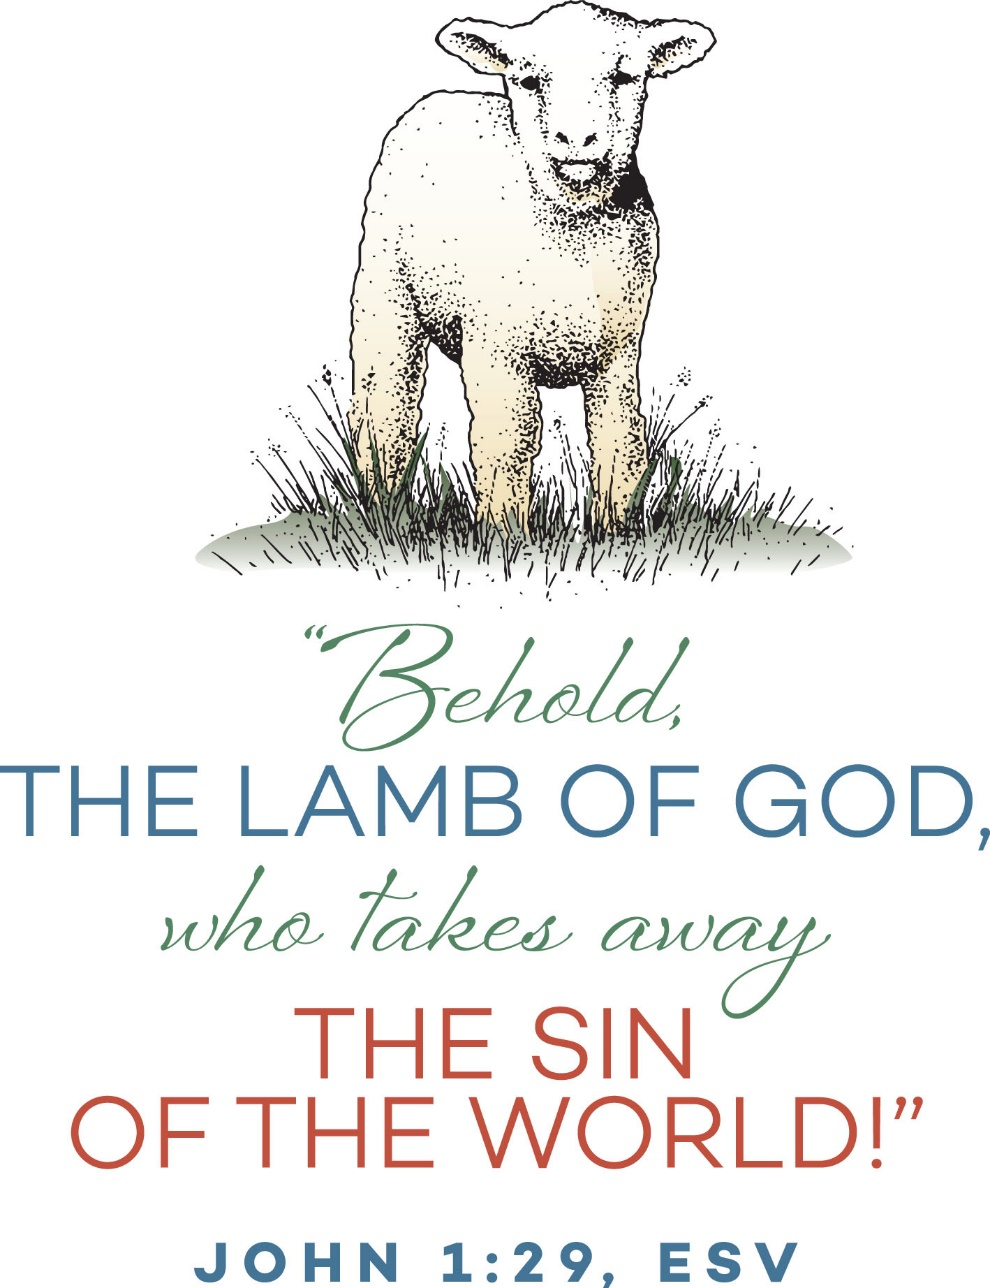 “Behold,
THE LAMB OF GOD,
who takes away
THE SIN
OF THE WORLD!”
JOHN 1:29, ESV